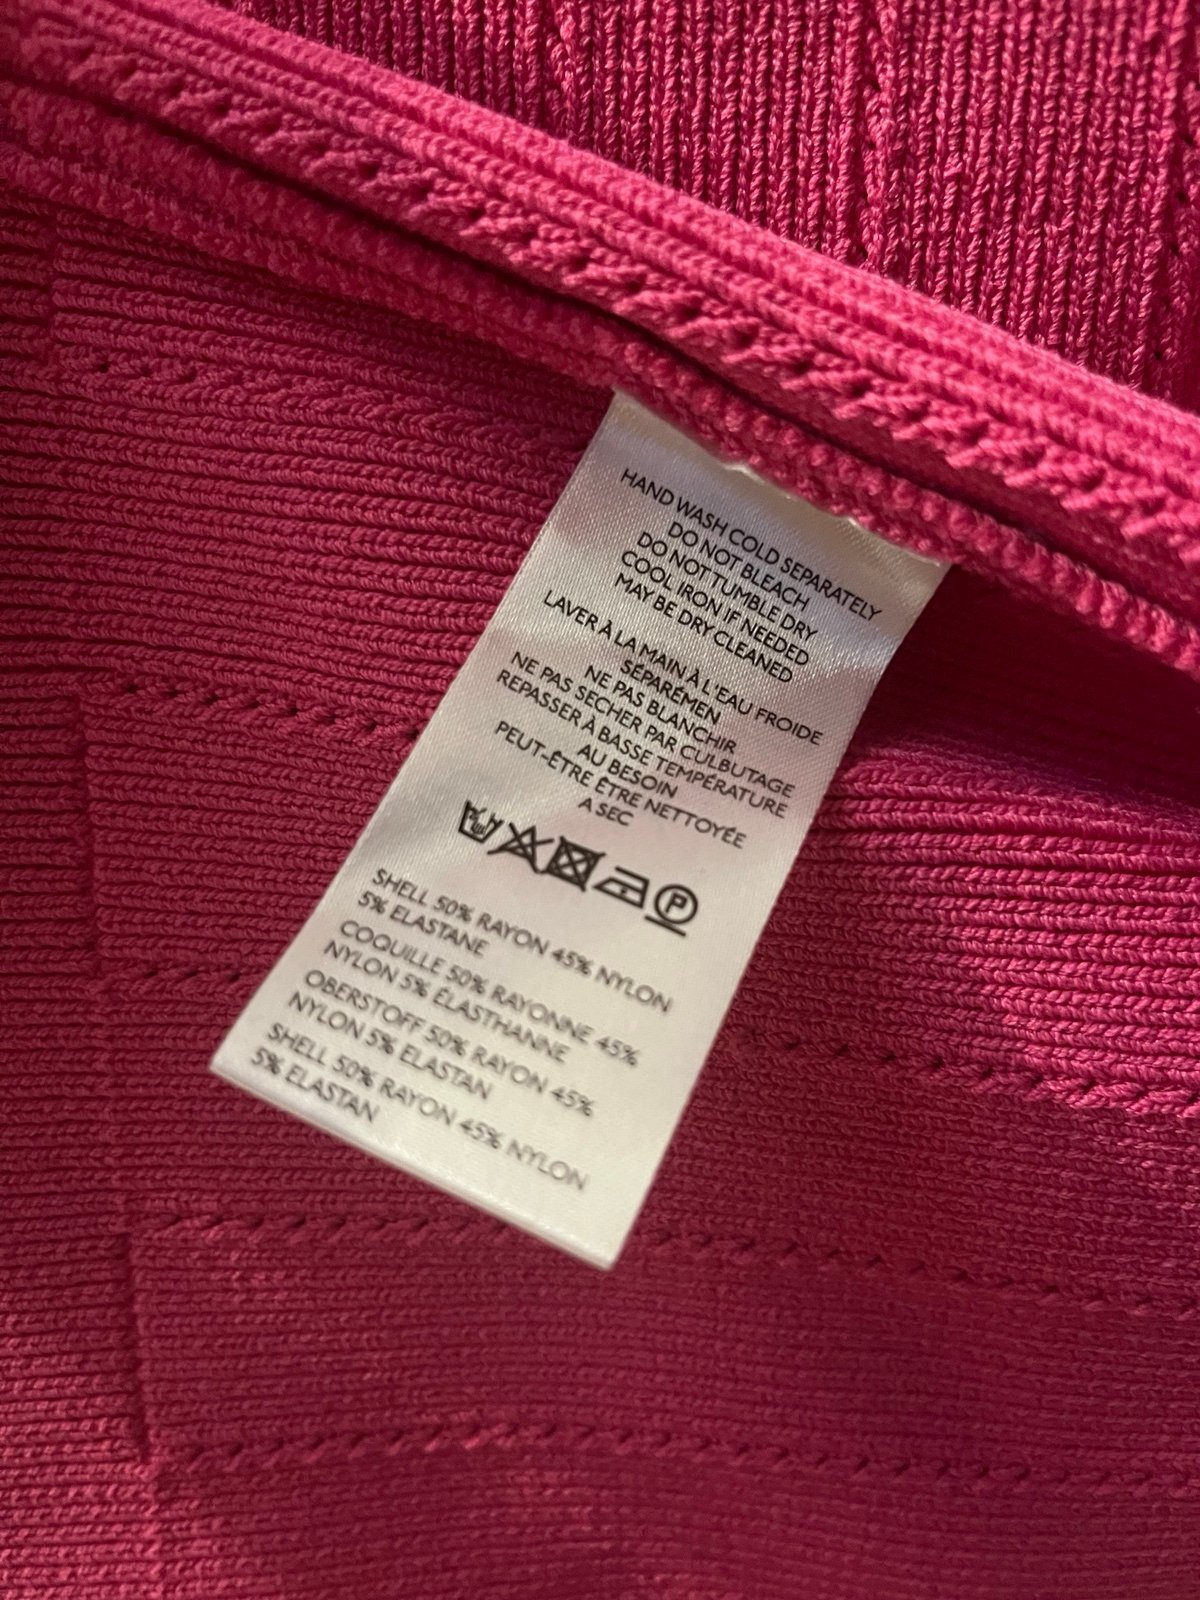 HAND WASH COLD SEPARATELY
DO NOT BLEACH
DO NOT TUMBLE DRY
COOL IRON IF NEEDED
MAY BE DRY CLEANED
LAVER À LA MAIN À L'EAU FROIDE
SÉPARÉMEN
NE PAS BLANCHIR
NE PAS SECHER PAR CULBUTAGE
REPASSER À BASSE TEMPÉRATURE
AU BESOIN
PEUT-ÊTRE ÊTRE NETTOYÉE
A SEC
P
SHELL 50% RAYON 45% NYLON
5% ELASTANE
COQUILLE 50% RAYONNE 45%
NYLON 5% ÉLASTHANNE
OBERSTOFF 50% RAYON 45%
NYLON 5% ELASTAN
SHELL 50% RAYON 45% NYLON
5% ELASTAN